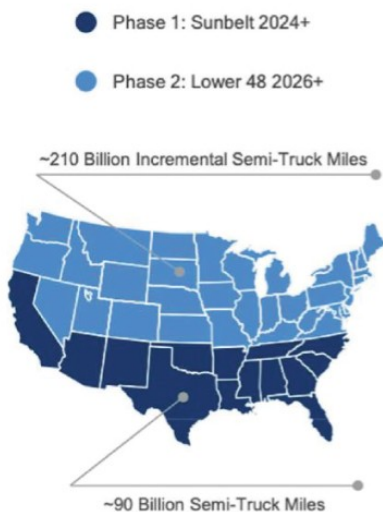 Phase 1: Sunbelt 2024+
Phase 2: Lower 48 2026+
~210 Billion Incremental Semi-Truck Miles
~90 Billion Semi-Truck Miles